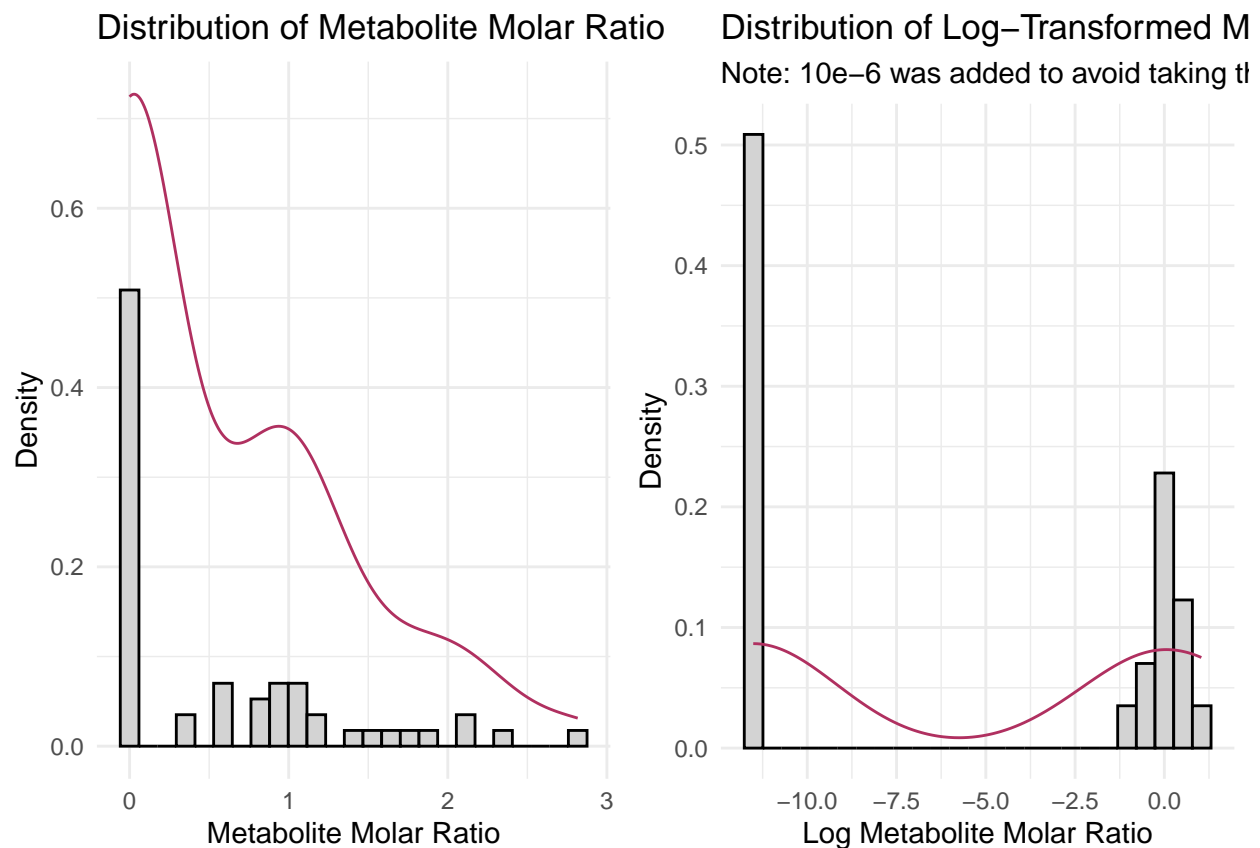 Distribution of Metabolite Molar Ratio
Density
0.6
0.4
0.2
0.0
0
1
2
3
Metabolite Molar Ratio
Distribution of Log−Transformed M
Note: 10e−6 was added to avoid taking th
Density
0.5
0.4
0.3
0.2
0.1
0.0
−10.0
−7.5
−5.0
−2.5
0.0
Log Metabolite Molar Ratio